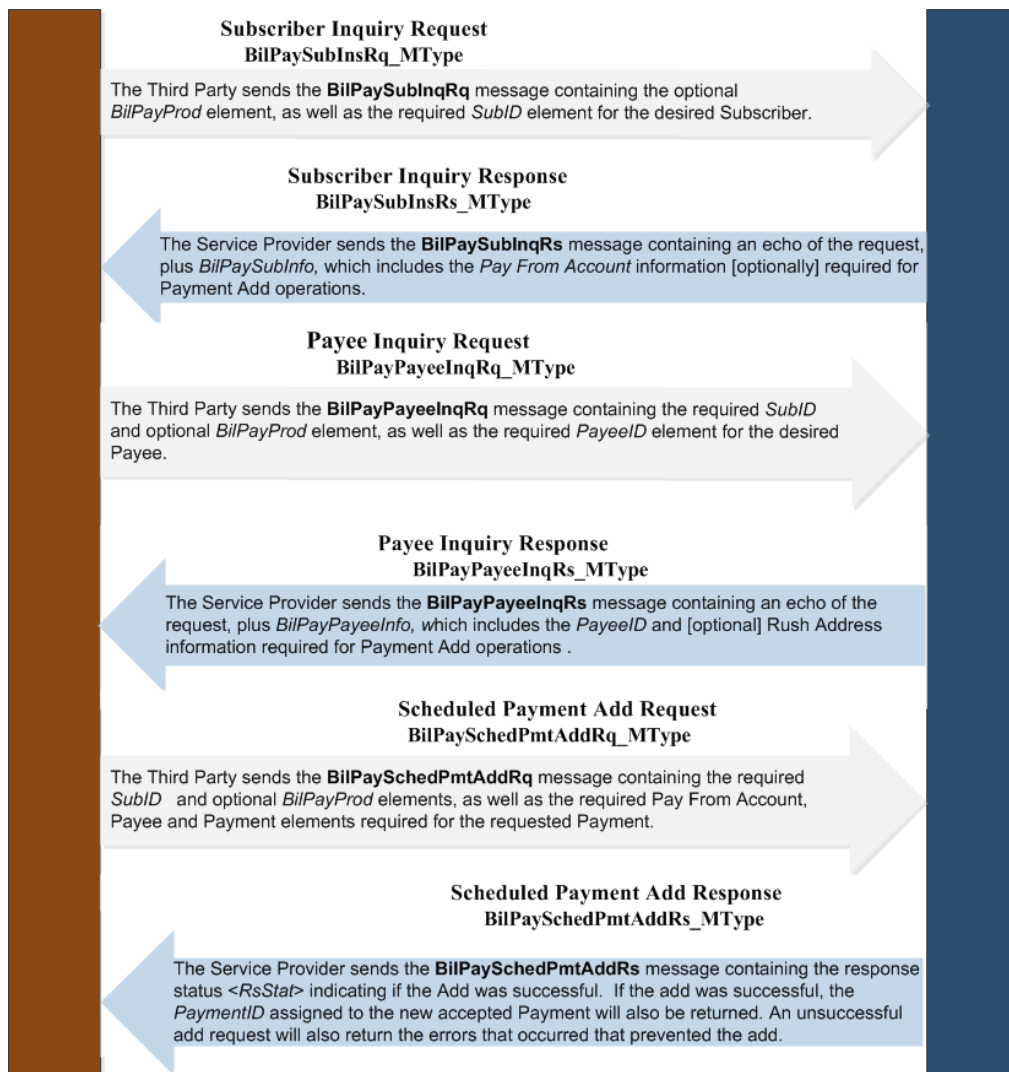 Subscriber Inquiry Request
BilPaySubInsRq_MType
The Third Party sends the BilPaySubInqRq message containing the optional
BilPayProd element, as well as the required SubID element for the desired Subscriber.
Subscriber Inquiry Response
BilPaySubInsRs_MType
The Service Provider sends the BilPaySubInqRs message containing an echo of the request,
plus BilPaySubInfo, which includes the Pay From Account information [optionally] required for
Payment Add operations.
Payee Inquiry Request
BilPayPayeeInqRq_MType
The Third Party sends the BilPayPayeeInqRq message containing the required SubID
and optional BilPayProd element, as well as the required PayeeID element for the desired
Payee.
Payee Inquiry Response
BilPayPayeeInqRs_MType
The Service Provider sends the BilPayPayeeInqRs message containing an echo of the
request, plus BilPayPayeeInfo, which includes the PayeeID and [optional] Rush Address
information required for Payment Add operations .
Scheduled Payment Add Request
BilPaySchedPmtAddRq_MType
The Third Party sends the BilPaySchedPmtAddRq message containing the required
SubID and optional BilPayProd elements, as well as the required Pay From Account,
Payee and Payment elements required for the requested Payment.
Scheduled Payment Add Response
BilPaySchedPmtAddRs_MType
The Service Provider sends the BilPaySchedPmtAddRs message containing the response
status <RsStat> indicating if the Add was successful. If the add was successful, the
PaymentID assigned to the new accepted Payment will also be returned. An unsuccessful
add request will also return the errors that occurred that prevented the add.